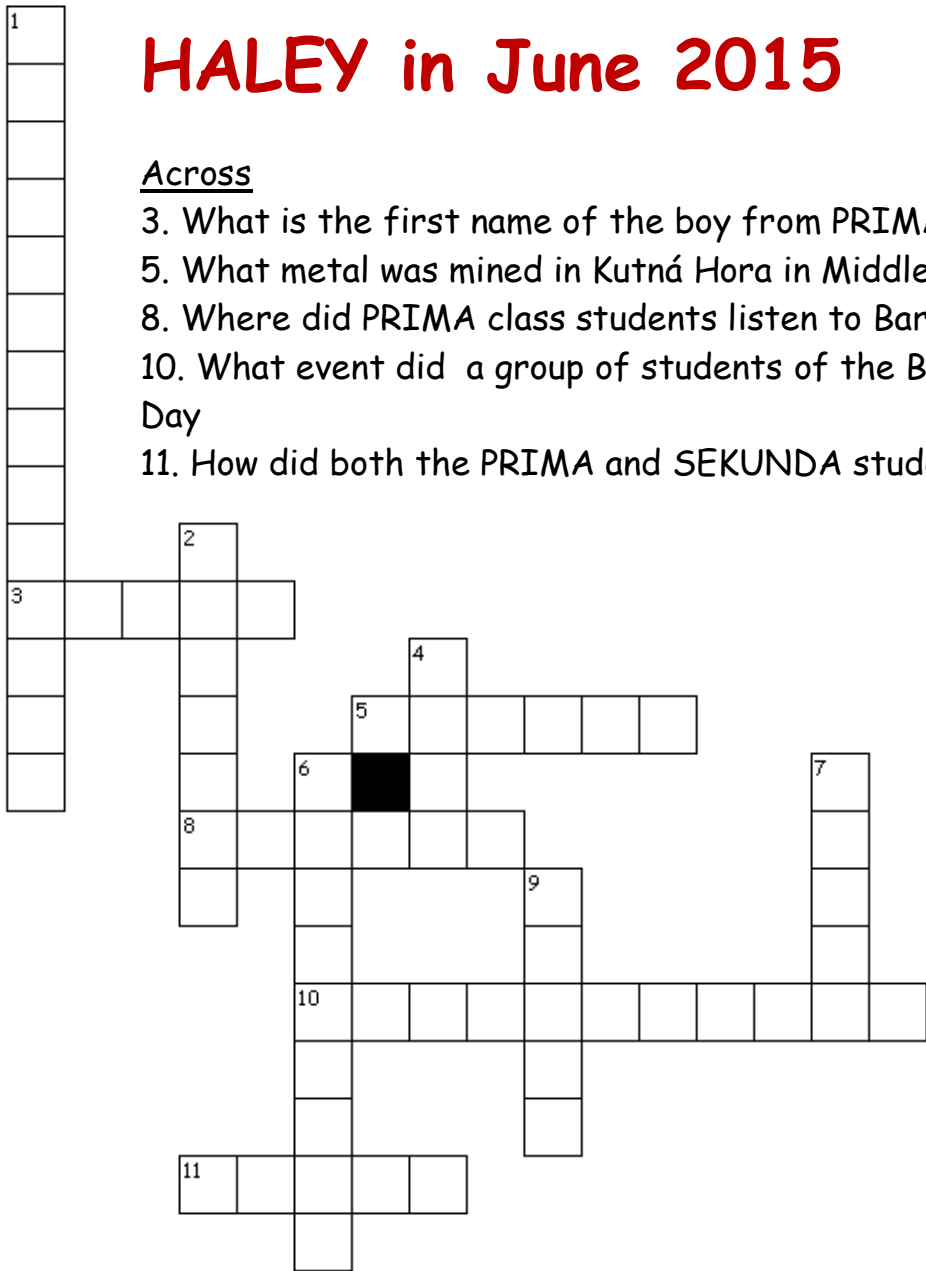 1
HALEY in June 2015
Across
3. What is the first name of the boy from PRIMA
5. What metal was mined in Kutná Hora in Middle
8. Where did PRIMA class students listen to Bar
10. What event did a group of students of the B
Day
11. How did both the PRIMA and SEKUNDA stud
2
3
4
5
6 7
8
9
10
11